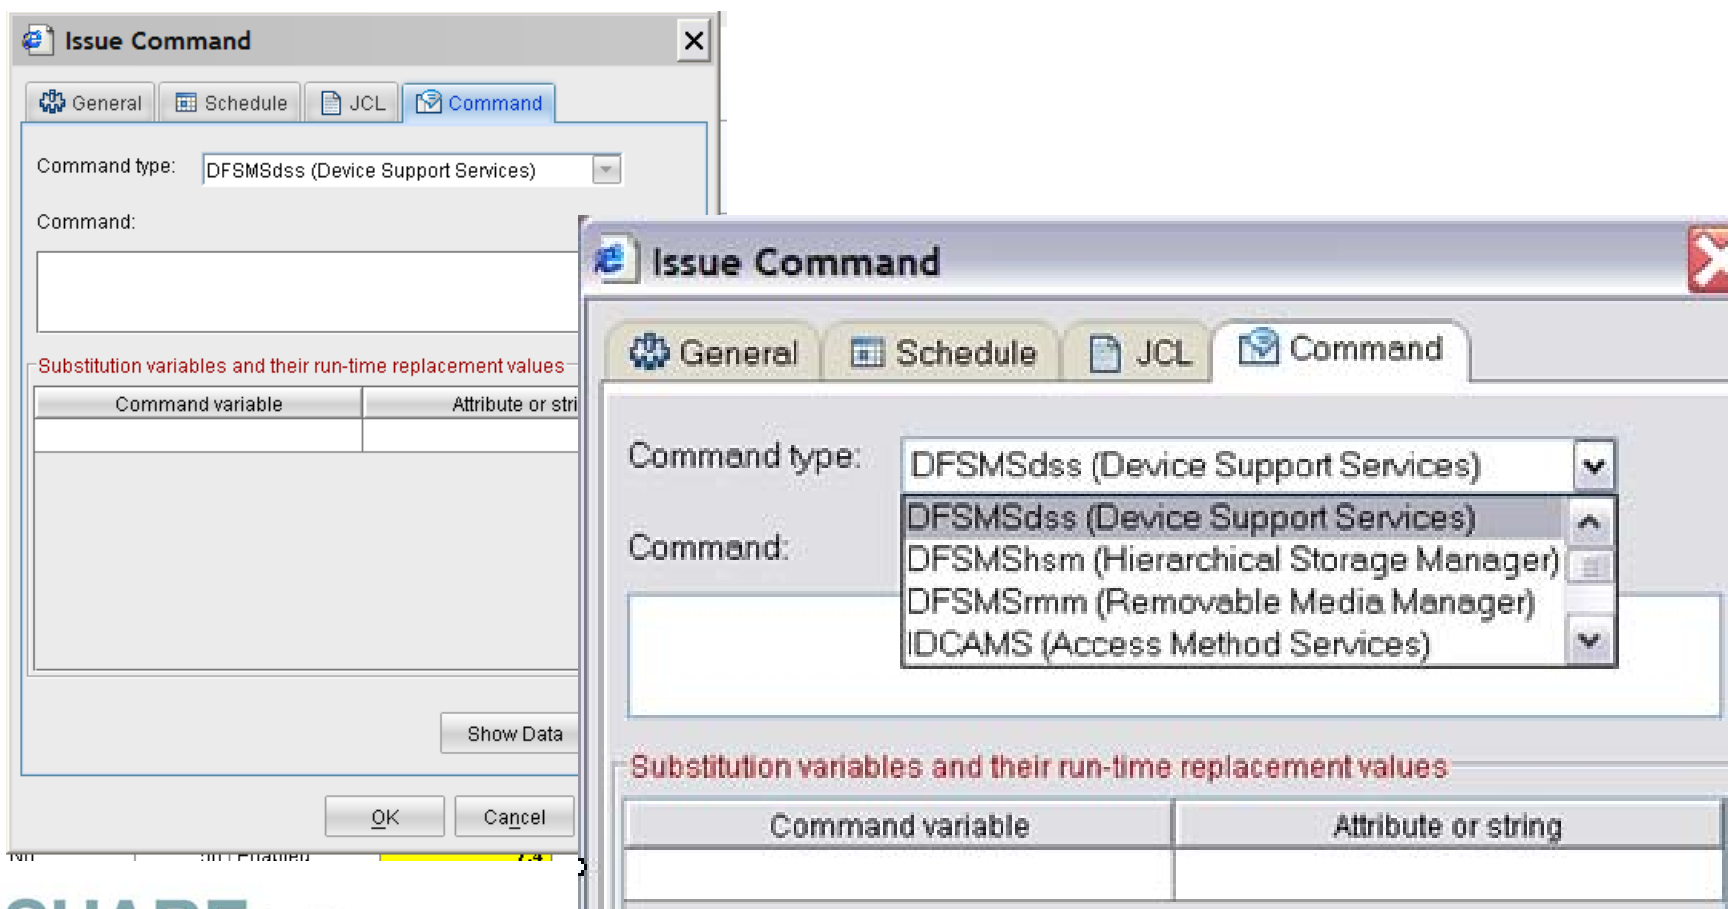 Issue Command
General Schedule JCL Command
Command type: DFSMSdss (Device Support Services)
Command:
Substitution variables and their run-time replacement values
Command variable Attribute or stri
Show Data
OK Cancel
Issue Command
General Schedule JCL Command
Command type: DFSMSdss (Device Support Services)
DFSMSdss (Device Support Services)
DFSMShsm (Hierarchical Storage Manager)
Command:
DFSMSrmm (Removable Media Manager)
IDCAMS (Access Method Services)
Substitution variables and their run-time replacement values
Command variable Attribute or string